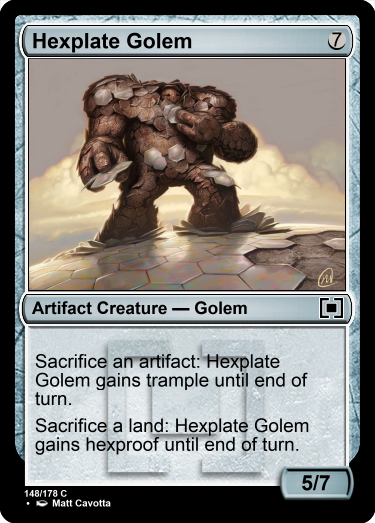 Hexplate Golem 7
Artifact Creature — Golem
Sacrifice an artifact: Hexplate
Golem gains trample until end of
turn.
Sacrifice a land: Hexplate Golem
gains hexproof until end of turn.
5/7
148/178 C
• Matt Cavotta